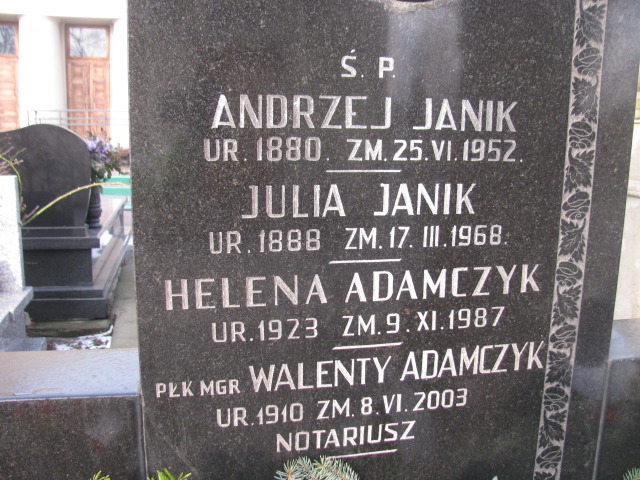 Ś. P.
ANDRZEJ JANIK
UR. 1880. ZM. 25. VI. 1952.
JULIA JANIK
UR. 1888 ZM. 17. III. 1968.
HELENA ADAMCZYK
UR. 1923 ZM. 9. XI. 1987
PŁK MGR WALENTY ADAMCZYK
UR. 1910 ZM. 8. VI. 2003
NOTARIUSZ